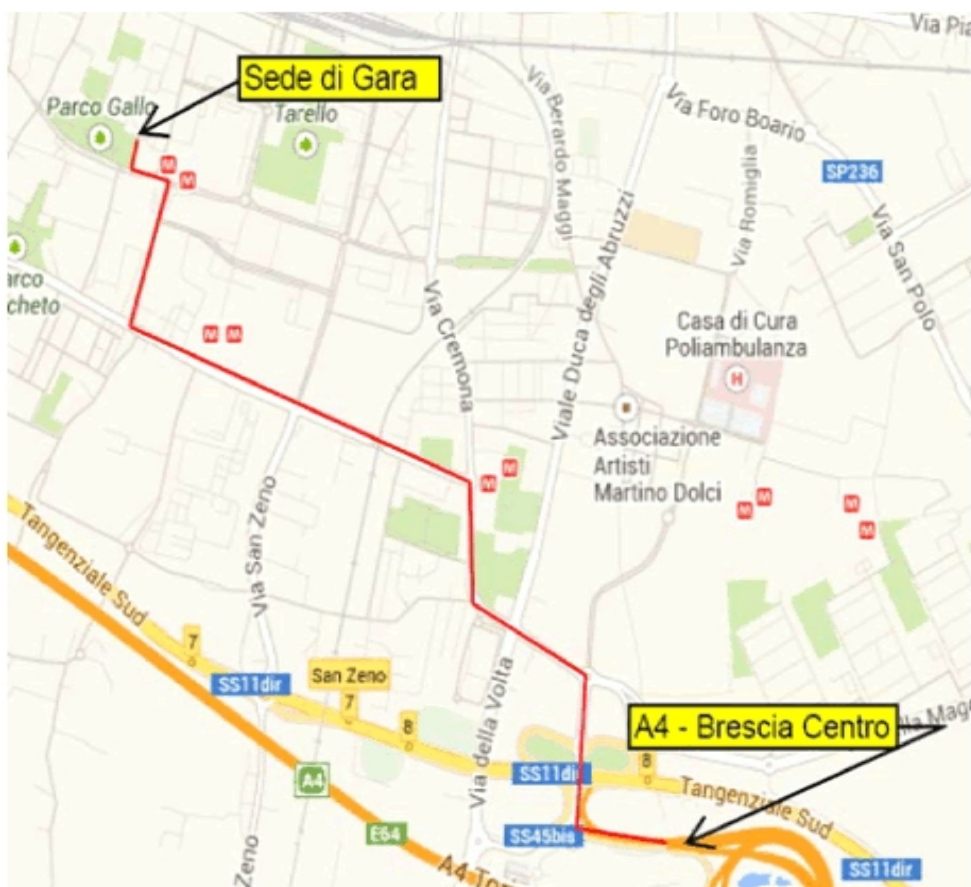 Via Pia
Sede di Gara
Parco Gallo
Tarello
Via Berardo Maggi
Via Foro Boario
SP236
Via Romiglia
Via San Polo
Viale Duca degli Abruzzi
arco
cheto
M
M
M
M
Via Cremona
Casa di Cura
Poliambulanza
H
Associazione
Artisti
Martino Dolci
M
M
M
M
M
M
Via San Zeno
Tangenziale Sud
7
SS11dir
San Zeno
7
8
Via della Volta
A4 - Brescia Centro
lla Mag
8
SS11dir
Tangenziale Sud
A4
E64
SS45bis
A4 Tor
Zeno
SS11dir